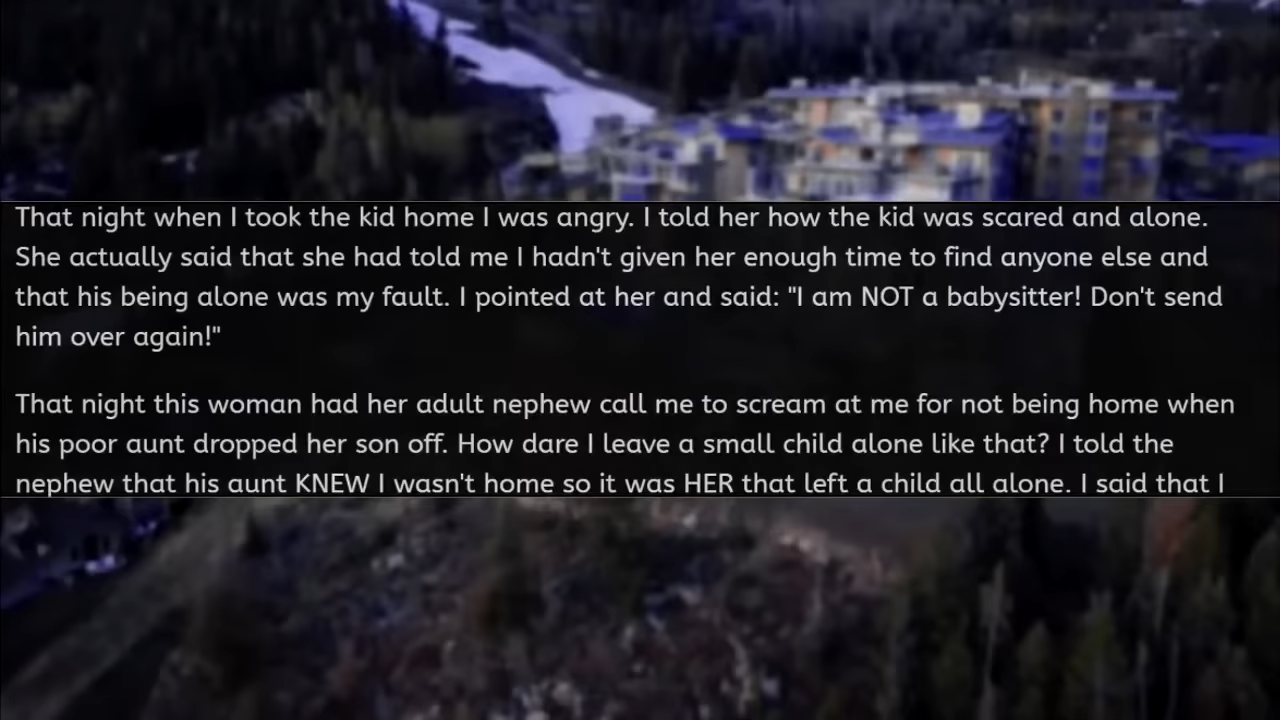 That night when I took the kid home I was angry. I told her how the kid was scared and alone.
She actually said that she had told me I hadn't given her enough time to find anyone else and
that his being alone was my fault. I pointed at her and said: "I am NOT a babysitter! Don't send
him over again!"
That night this woman had her adult nephew call me to scream at me for not being home when
his poor aunt dropped her son off. How dare I leave a small child alone like that? I told the
nephew that his aunt KNEW I wasn't home so it was HER that left a child all alone. I said that I